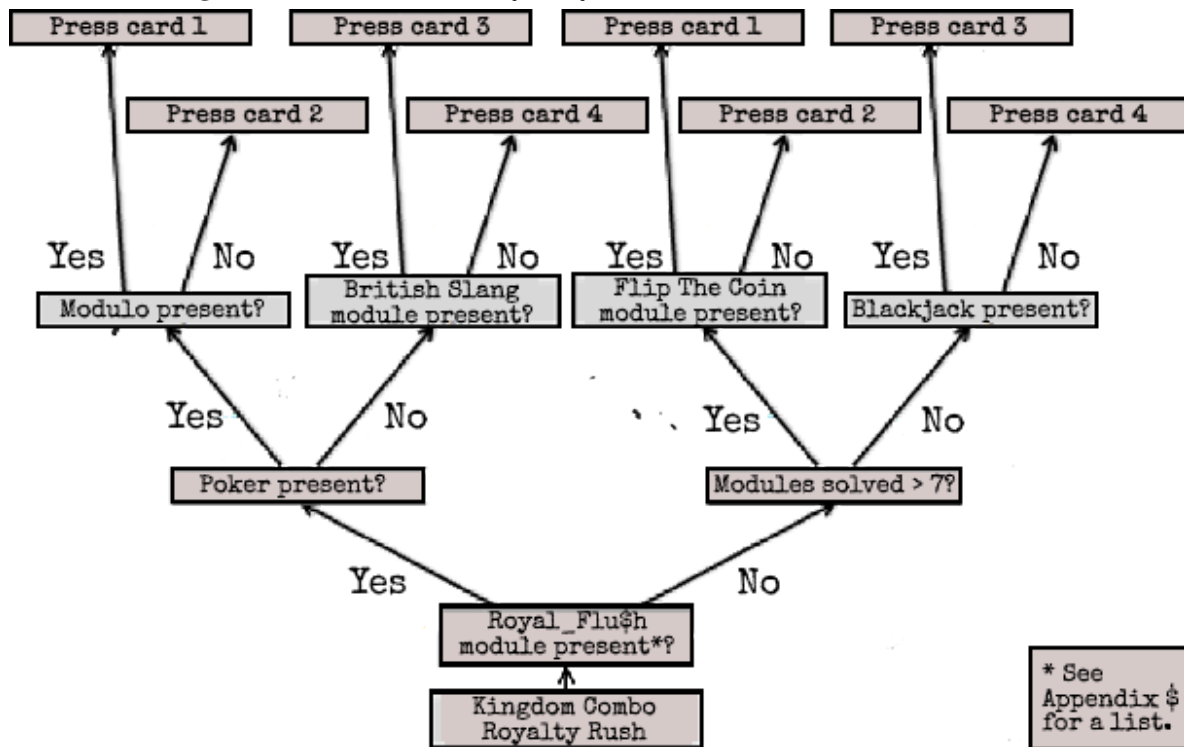 Press card 1
Press card 3
Press card 1
Press card 3
Press card 2
Press card 4
Press card 2
Press card 4
Yes
No
Yes
No
Yes
No
Yes
No
Modulo present?
British Slang
module present?
Flip The Coin
module present?
Blackjack present?
Yes
No
Yes
No
Poker present?
Modules solved > 7?
Yes
No
Royal_Flu$h
module present*?
Kingdom Combo
Royalty Rush
* See
Appendix $
for a list.